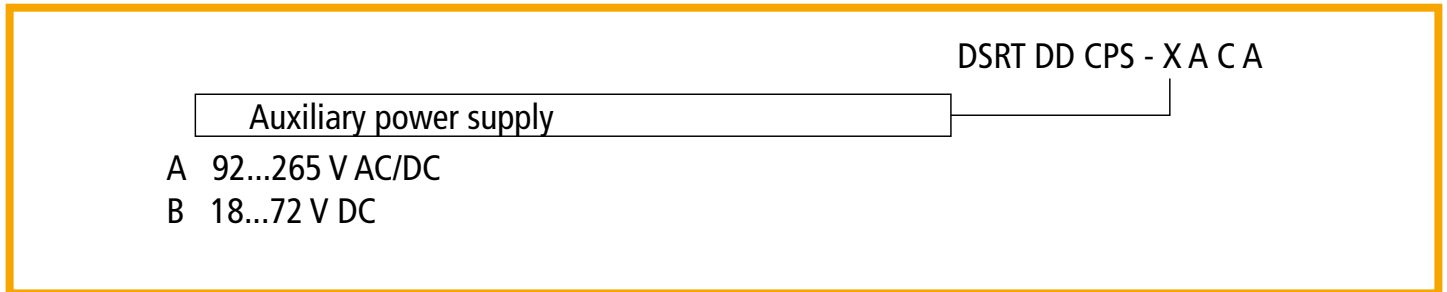 DSRT DD CPS - X A C A
Auxiliary power supply
A 92...265 V AC/DC
B 18...72 V DC